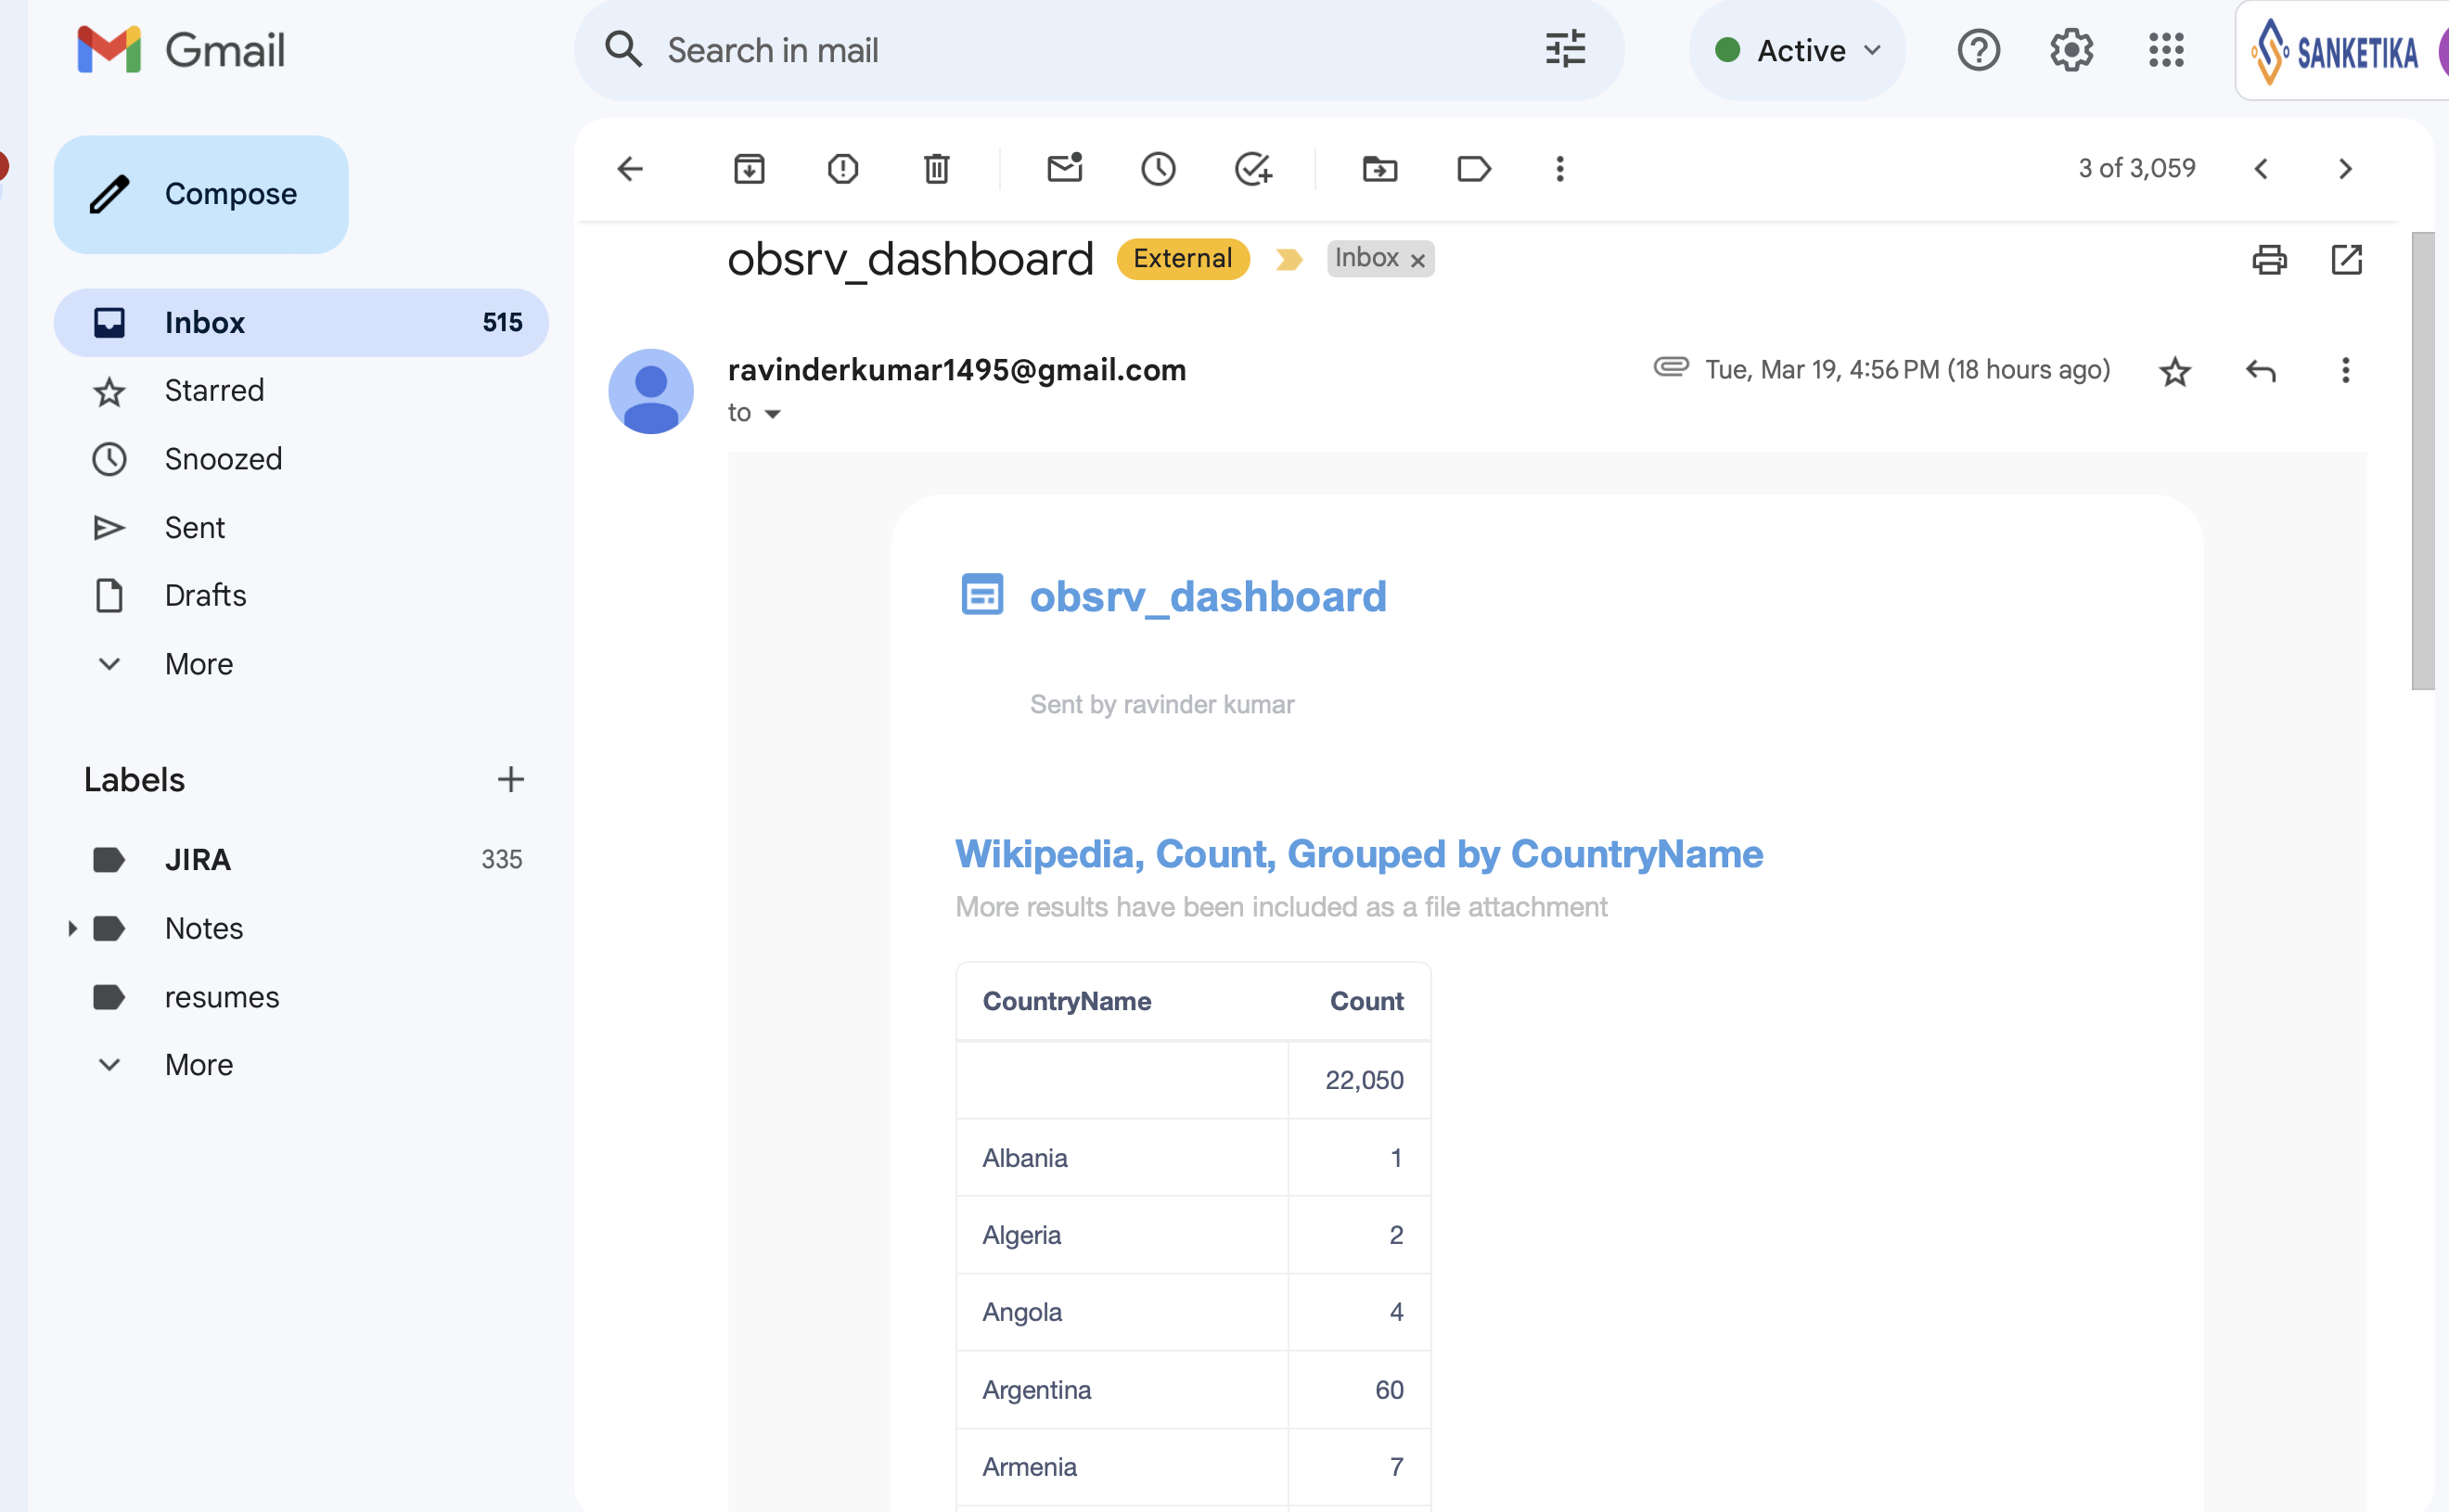 Gmail
Search in mail
Active
SANKETIKA
Compose
3 of 3,059
obsrv_dashboard External Inbox ×
Inbox 515
Starred
Snoozed
Sent
Drafts
More
Labels
JIRA 335
Notes
resumes
More
ravinderkumar1495@gmail.com Tue, Mar 19, 4:56 PM (18 hours ago)
to
obsrv_dashboard
Sent by ravinder kumar
Wikipedia, Count, Grouped by CountryName
More results have been included as a file attachment
CountryName Count
22,050
Albania 1
Algeria 2
Angola 4
Argentina 60
Armenia 7